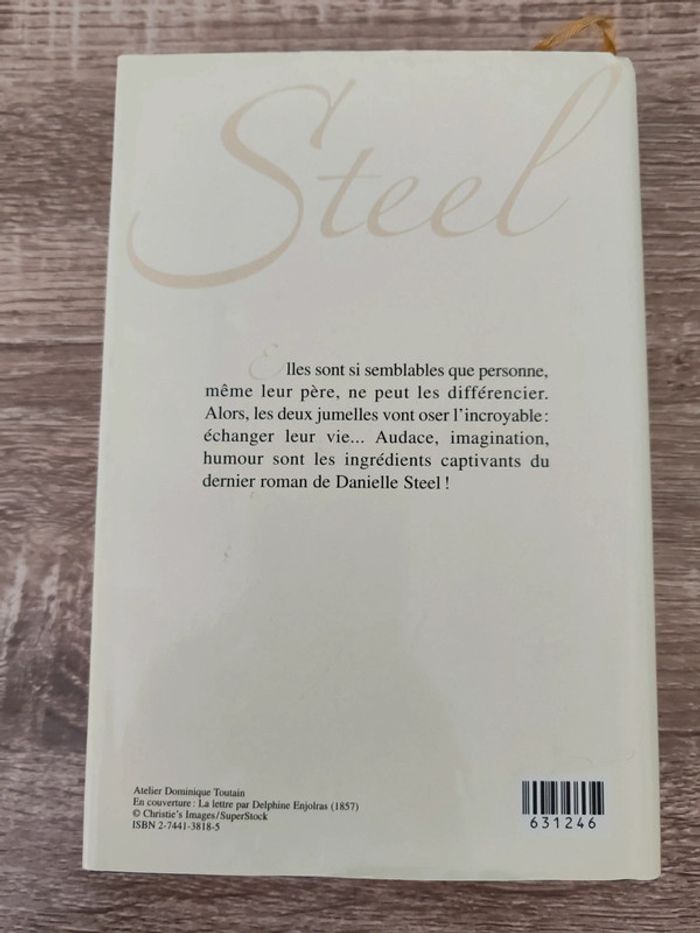 Steel
Elles sont si semblables que personne,
même leur père, ne peut les différencier.
Alors, les deux jumelles vont oser l'incroyable :
échanger leur vie... Audace, imagination,
humour sont les ingrédients captivants du
dernier roman de Danielle Steel !
Atelier Dominique Toutain
En couverture : La lettre par Delphine Enjolras (1857)
© Christie's Images/SuperStock
ISBN 2-7441-3818-5
631246